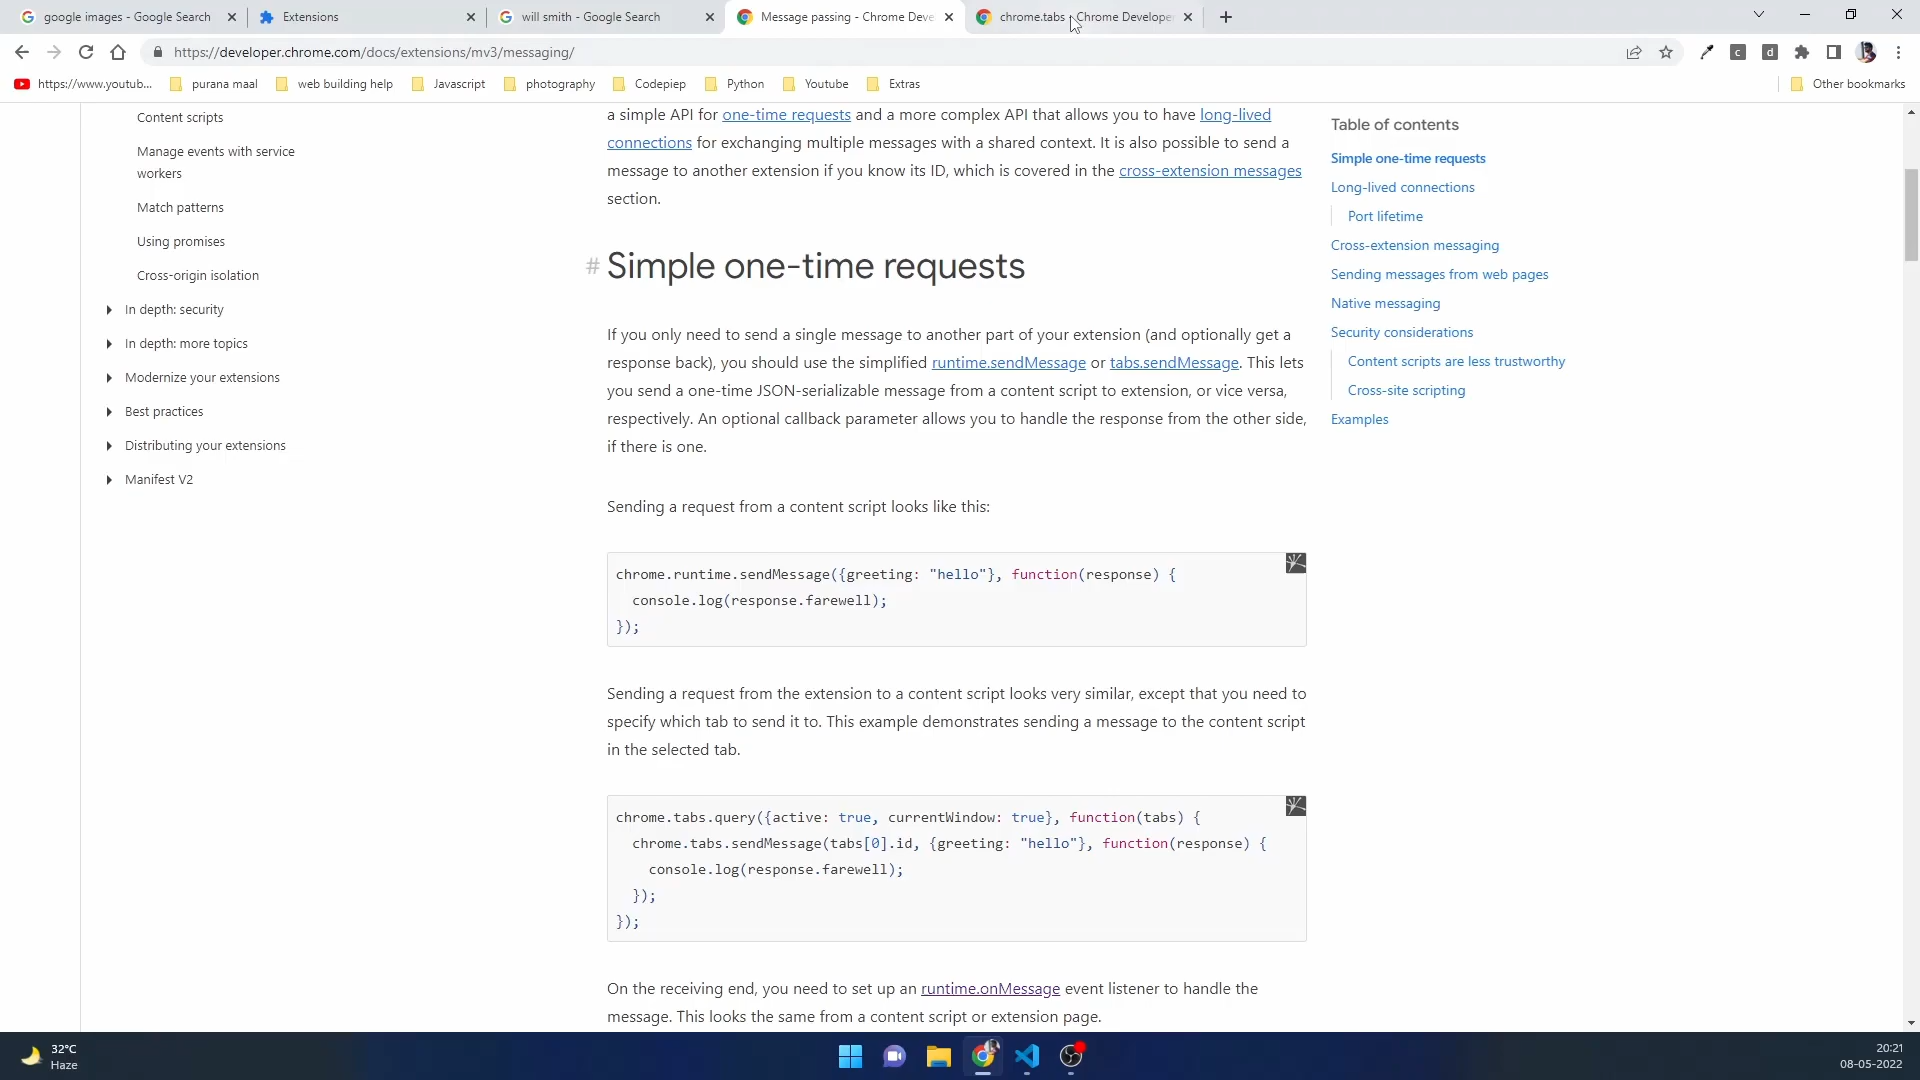 google images - Google Search
Extensions
will smith - Google Search
Message passing - Chrome Deve
chrome.tabs - Chrome Developer
https://developer.chrome.com/docs/extensions/mv3/messaging/
c
d
https://www.youtub...
purana maal
web building help
Javascript
photography
Codepiep
Python
Youtube
Extras
Other bookmarks
Content scripts
Manage events with service
workers
Match patterns
Using promises
Cross-origin isolation
In depth: security
In depth: more topics
Modernize your extensions
Best practices
Distributing your extensions
Manifest V2
a simple API for one-time requests and a more complex API that allows you to have long-lived
connections for exchanging multiple messages with a shared context. It is also possible to send a
message to another extension if you know its ID, which is covered in the cross-extension messages
section.
# Simple one-time requests
If you only need to send a single message to another part of your extension (and optionally get a
response back), you should use the simplified runtime.sendMessage or tabs.sendMessage. This lets
you send a one-time JSON-serializable message from a content script to extension, or vice versa,
respectively. An optional callback parameter allows you to handle the response from the other side,
if there is one.
Sending a request from a content script looks like this:
chrome.runtime.sendMessage({greeting: "hello"}, function(response) {
  console.log(response.farewell);
});
Sending a request from the extension to a content script looks very similar, except that you need to
specify which tab to send it to. This example demonstrates sending a message to the content script
in the selected tab.
chrome.tabs.query({active: true, currentWindow: true}, function(tabs) {
  chrome.tabs.sendMessage(tabs[0].id, {greeting: "hello"}, function(response) {
    console.log(response.farewell);
  });
});
On the receiving end, you need to set up an runtime.onMessage event listener to handle the
message. This looks the same from a content script or extension page.
Table of contents
Simple one-time requests
Long-lived connections
Port lifetime
Cross-extension messaging
Sending messages from web pages
Native messaging
Security considerations
Content scripts are less trustworthy
Cross-site scripting
Examples
32°C
Haze
20:21
08-05-2022